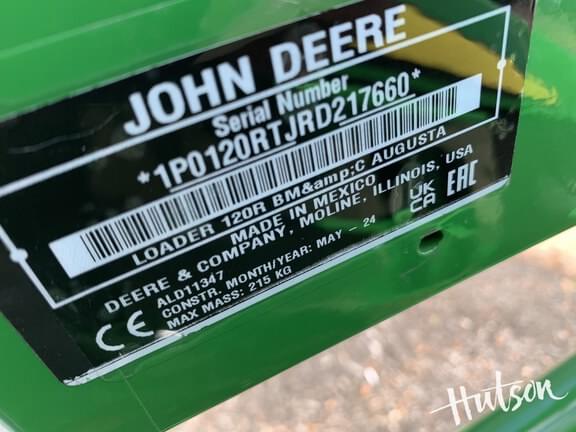 JOHN DEERE
Serial Number
*1P0120RTJRD217660*
LOADER 120R BM&amp;C AUGUSTA
MADE IN MEXICO
DEERE & COMPANY, MOLINE, ILLINOIS, USA
ALD11347
CONSTR. MONTH/YEAR: MAY - 24
MAX MASS: 215 KG
CE
UK
CA
EAC
Hutson